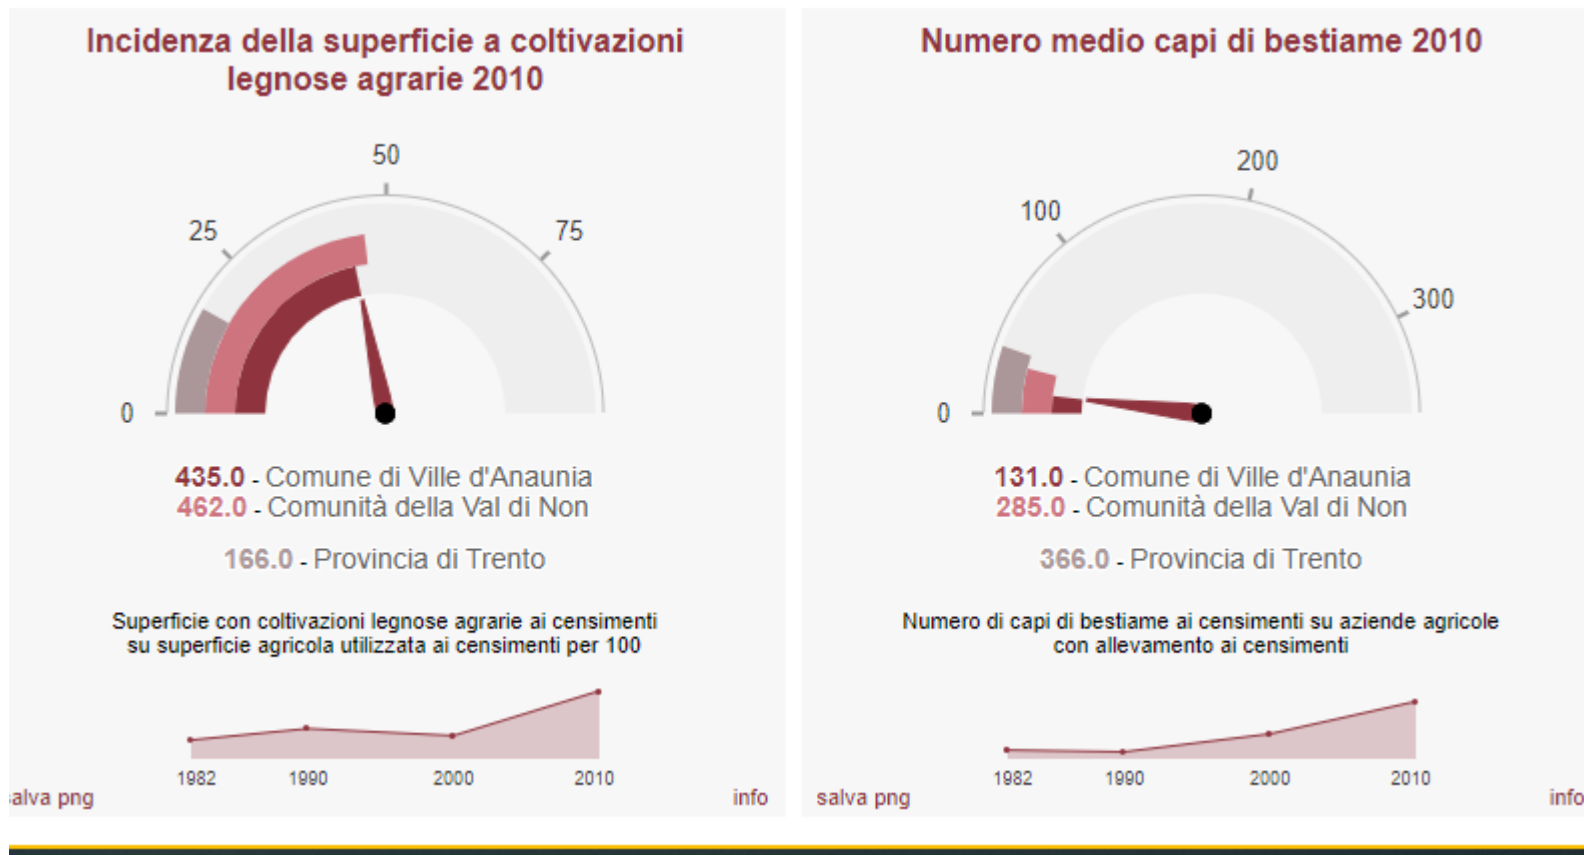 Incidenza della superficie a coltivazioni
legnose agrarie 2010
50
25
75
0
435.0 - Comune di Ville d'Anaunia
462.0 - Comunità della Val di Non
166.0 - Provincia di Trento
Superficie con coltivazioni legnose agrarie ai censimenti
su superficie agricola utilizzata ai censimenti per 100
1982 1990 2000 2010
salva png info
Numero medio capi di bestiame 2010
200
100
300
0
131.0 - Comune di Ville d'Anaunia
285.0 - Comunità della Val di Non
366.0 - Provincia di Trento
Numero di capi di bestiame ai censimenti su aziende agricole
con allevamento ai censimenti
1982 1990 2000 2010
salva png info